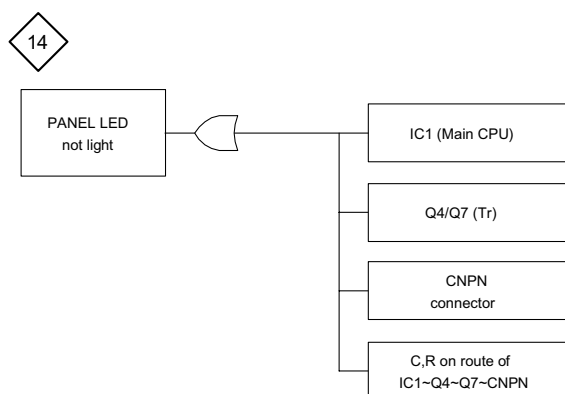 14
PANEL LED
not light
IC1 (Main CPU)
Q4/Q7 (Tr)
CNPN
connector
C,R on route of
IC1~Q4~Q7~CNPN